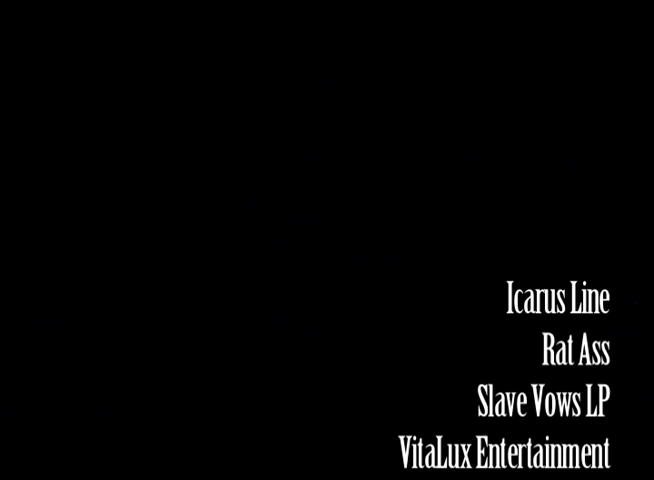 Icarus Line
Rat Ass
Slave Vows LP
VitaLux Entertainment